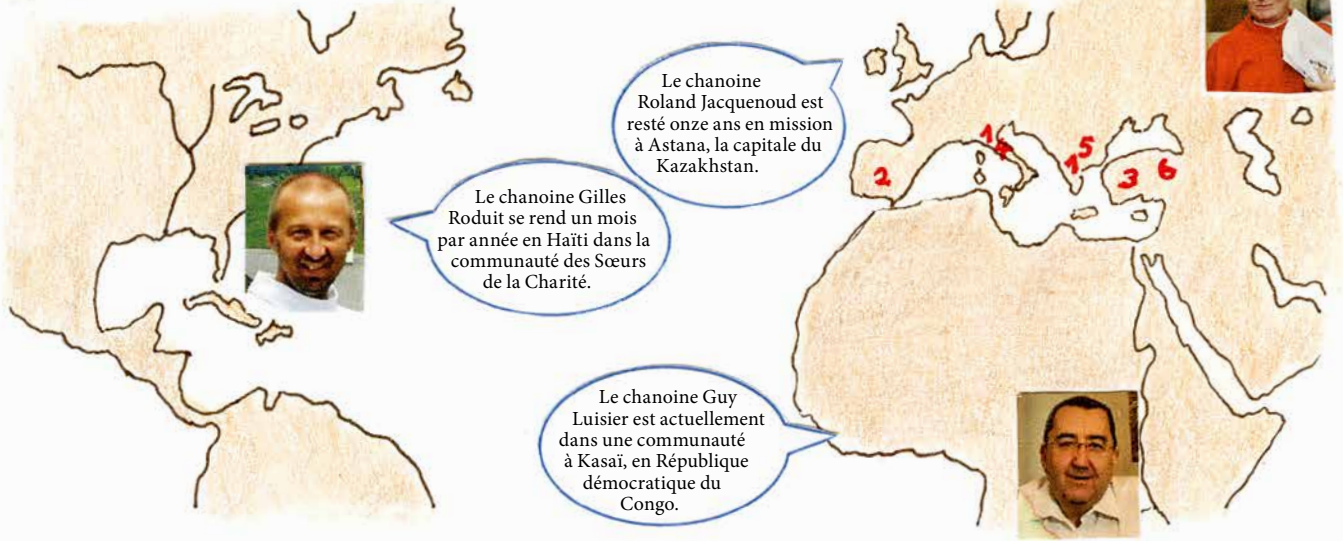 Le chanoine
Roland Jacquenoud est
resté onze ans en mission
à Astana, la capitale du
Kazakhstan.
Le chanoine Gilles
Roduit se rend un mois
par année en Haïti dans la
communauté des Sœurs
de la Charité.
1
4
5
1
2
3
6
Le chanoine Guy
Luisier est actuellement
dans une communauté
à Kasaï, en République
démocratique du
Congo.